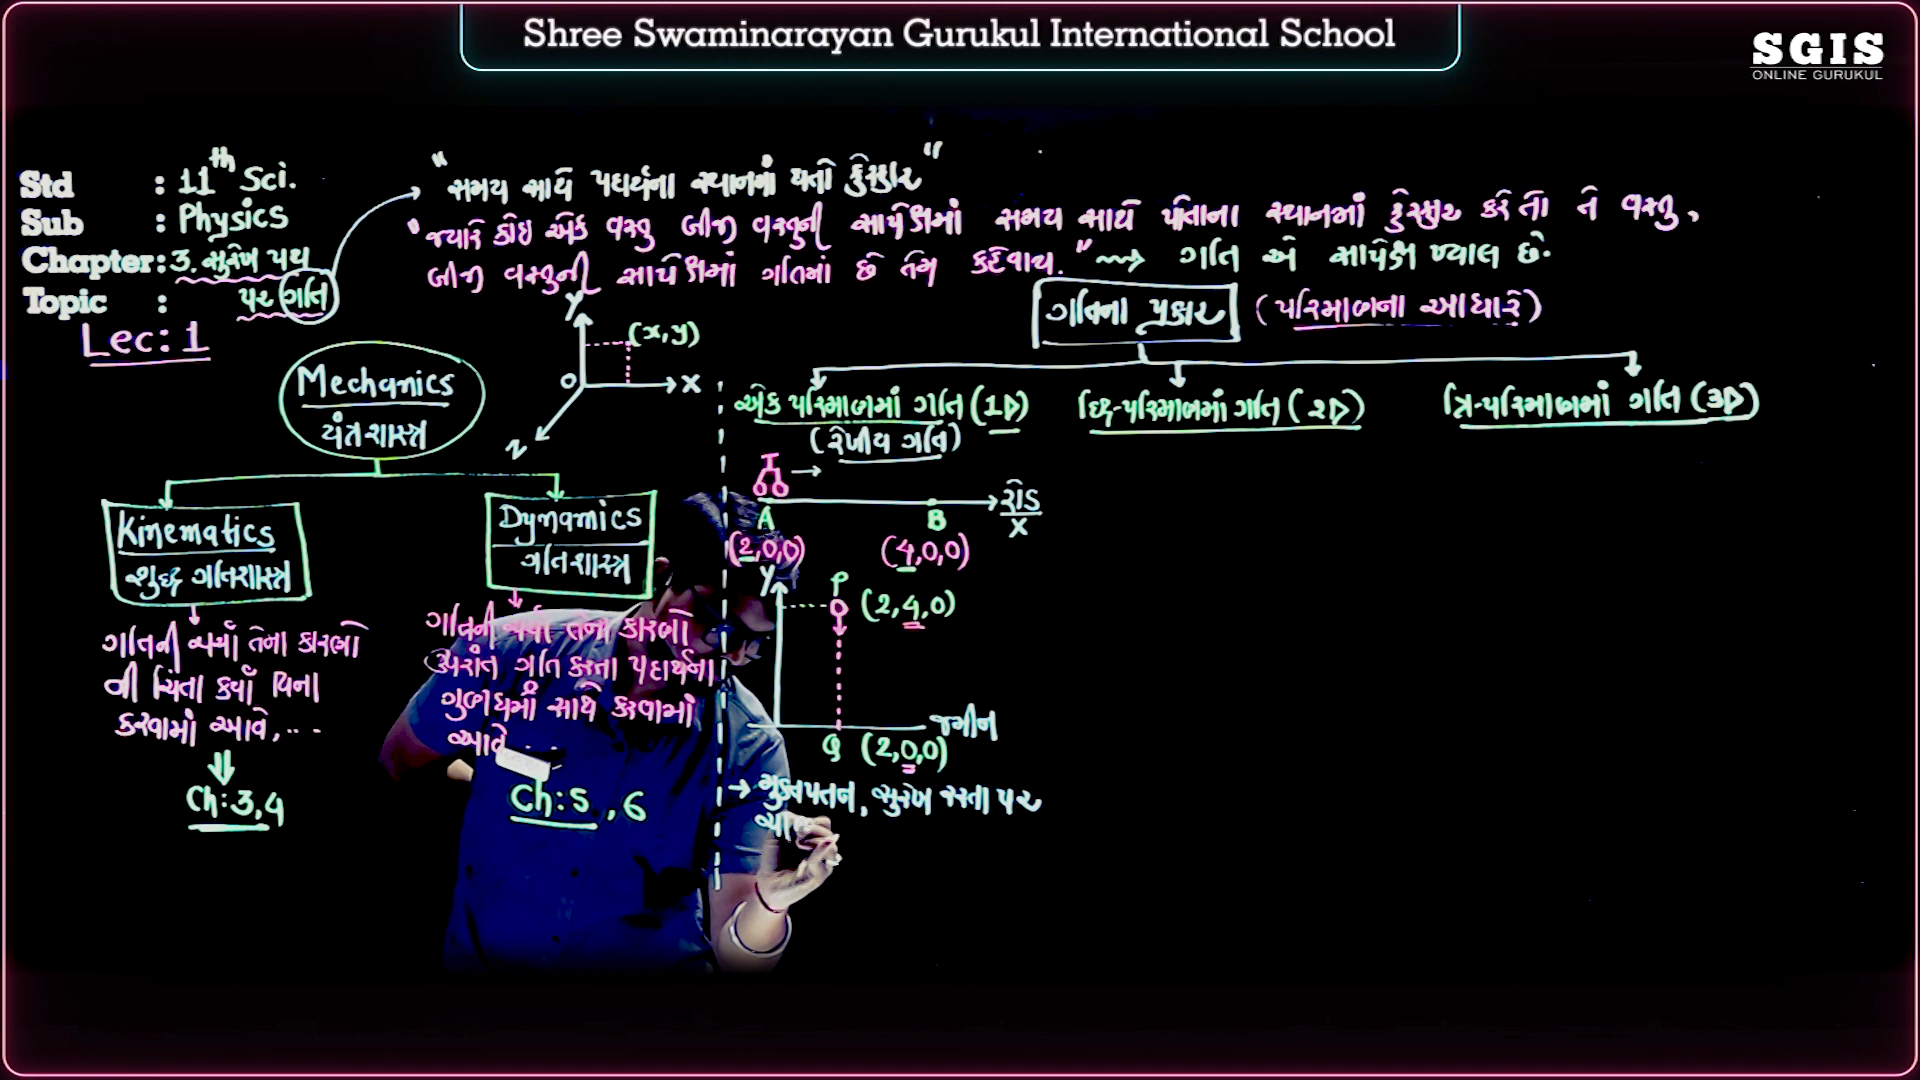 Shree Swaminarayan Gurukul International School
SGIS
ONLINE GURUKUL
Std : 11th Sci.
Sub : Physics
Chapter: 3. સુરેખ પથ
Topic : પર ગતિ
Lec: 1
"સમય સાથે પદાર્થના સ્થાનમાં થતો ફેરફાર"
"જ્યારે કોઇ એક વસ્તુ બીજી વસ્તુની સાપેક્ષમાં સમય સાથે પોતાના સ્થાનમાં ફેરફાર કરે તો તે વસ્તુ,
બીજી વસ્તુની સાપેક્ષમાં ગતિમાં છે તેમ કહેવાય." ⟿ ગતિ એ સાપેક્ષ ખ્યાલ છે.
Mechanics
યંત્રશાસ્ત્ર
Kinematics
શુદ્ધ ગતિશાસ્ત્ર
ગતિની ચર્ચા તેના કારણો
ની ચિંતા કર્યા વિના
કરવામાં આવે, ...
Ch: 3,4
Dynamics
ગતિશાસ્ત્ર
ગતિની ચર્ચા તેના કારણો
ઉપરાંત ગતિ કરતા પદાર્થના
ગુણધર્મો સાથે કરવામાં
આવે ...
Ch: 5, 6
Y
(x,y)
O X
Z
ગતિના પ્રકાર (પરિમાણના આધારે)
એક પરિમાણમાં ગતિ (1D)
(રેખીય ગતિ)
દ્વિ-પરિમાણમાં ગતિ (2D)
ત્રિ-પરિમાણમાં ગતિ (3D)
→ રોડ
A B X
(2,0,0) (4,0,0)
Y P
(2,4,0)
જમીન
Q (2,0,0)
→ મુક્તપતન, સુરેખ રસ્તા પર